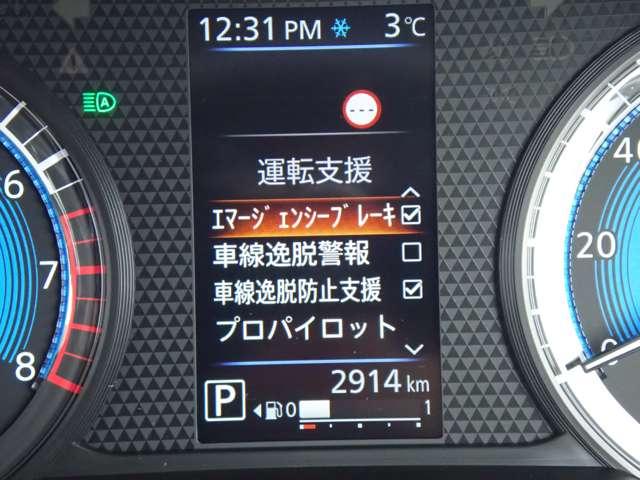 12:31 PM 3℃
---
運転支援
ｴﾏｰｼﾞｪﾝｼｰﾌﾞﾚｰｷ
車線逸脱警報
車線逸脱防止支援
プロパイロット
2914 km
P 0 1
A
6
7
8
40
20
0